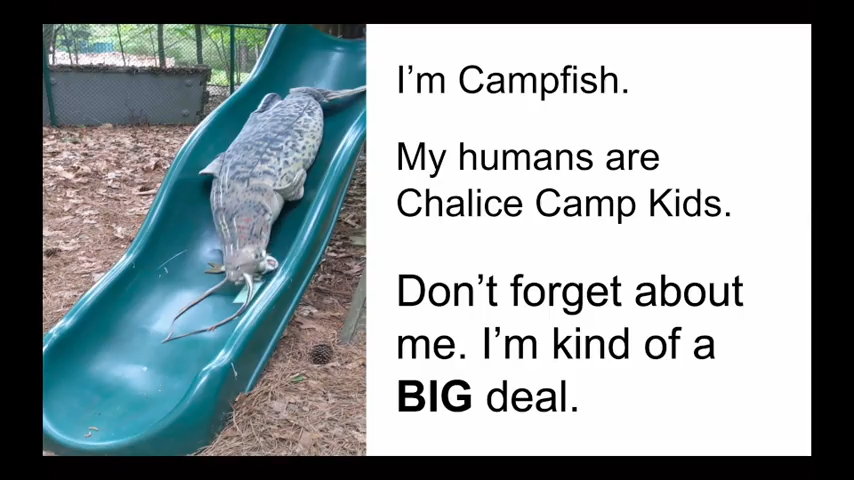 I’m Campfish.
My humans are
Chalice Camp Kids.
Don’t forget about
me. I’m kind of a
BIG deal.